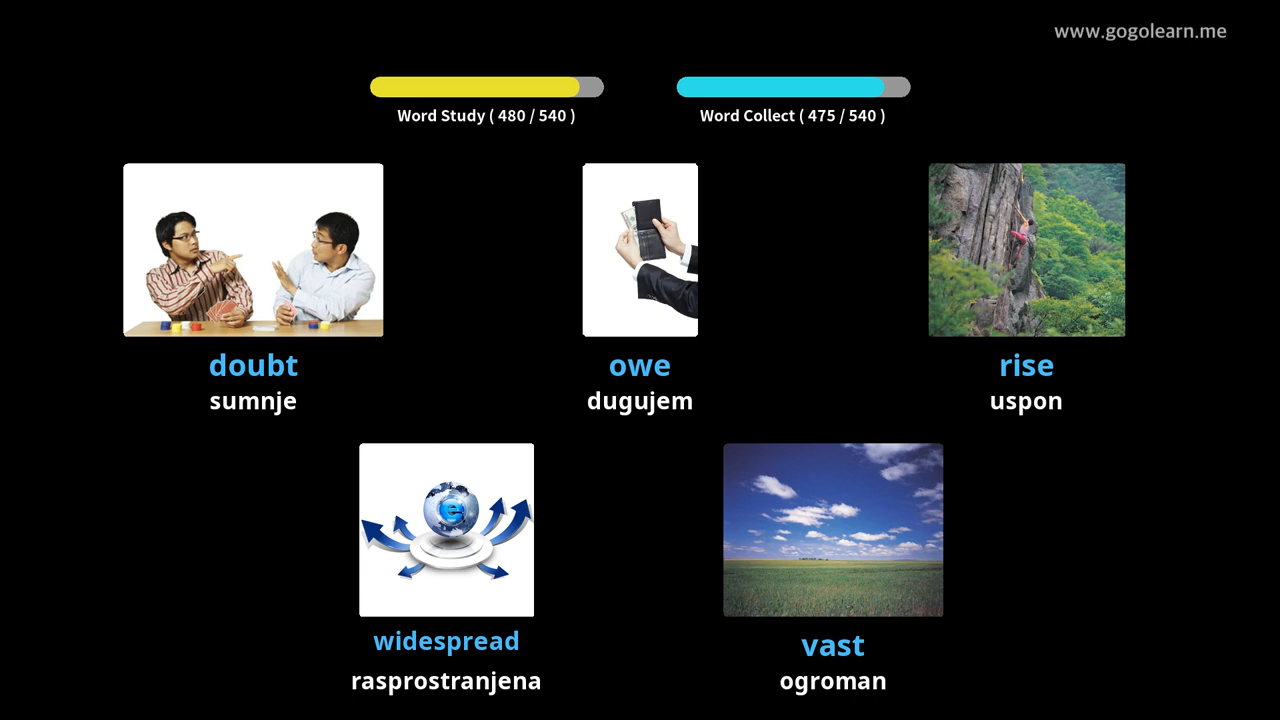 www.gogolearn.me
Word Study ( 480 / 540 )
Word Collect ( 475 / 540 )
doubt
sumnje
owe
dugujem
rise
uspon
e
widespread
rasprostranjena
vast
ogroman